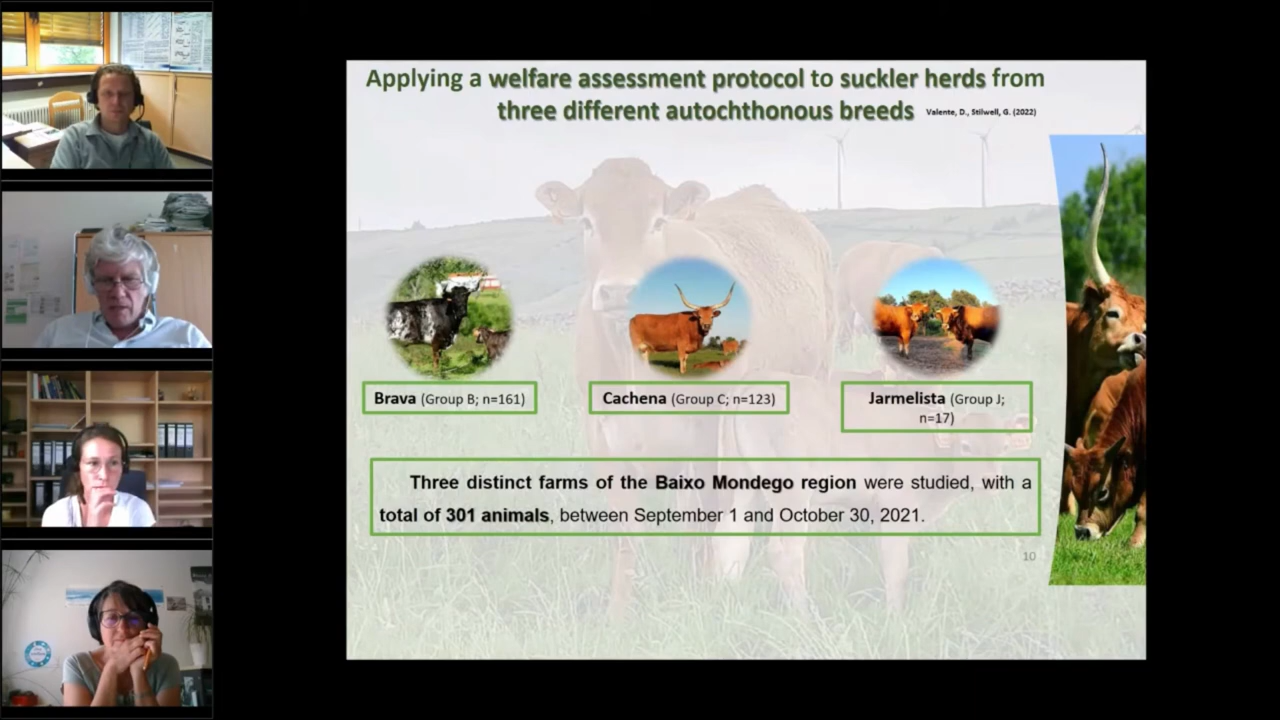 Applying a welfare assessment protocol to suckler herds from
three different autochthonous breeds Valente, D., Stilwell, G. (2022)
Brava (Group B; n=161)
Cachena (Group C; n=123)
Jarmelista (Group J;
n=17)
Three distinct farms of the Baixo Mondego region were studied, with a
total of 301 animals, between September 1 and October 30, 2021.
10